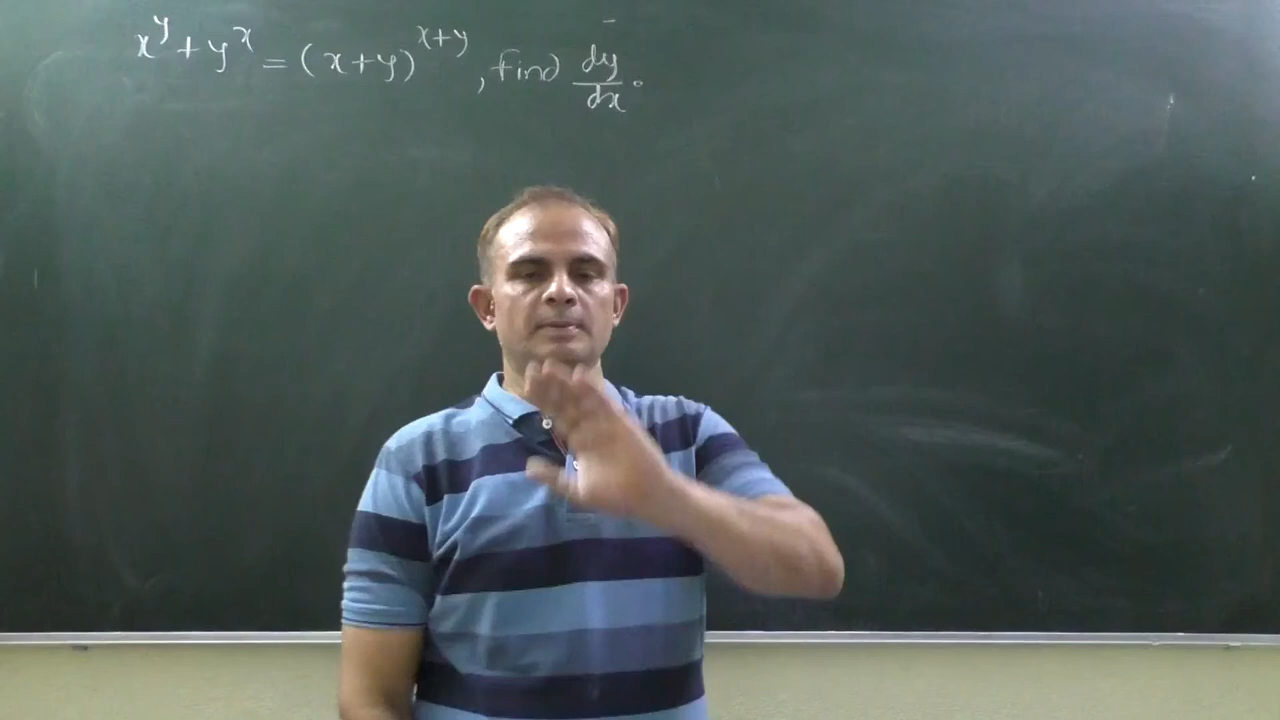 x^y + y^x = (x+y)^{x+y}, find dy/dx.